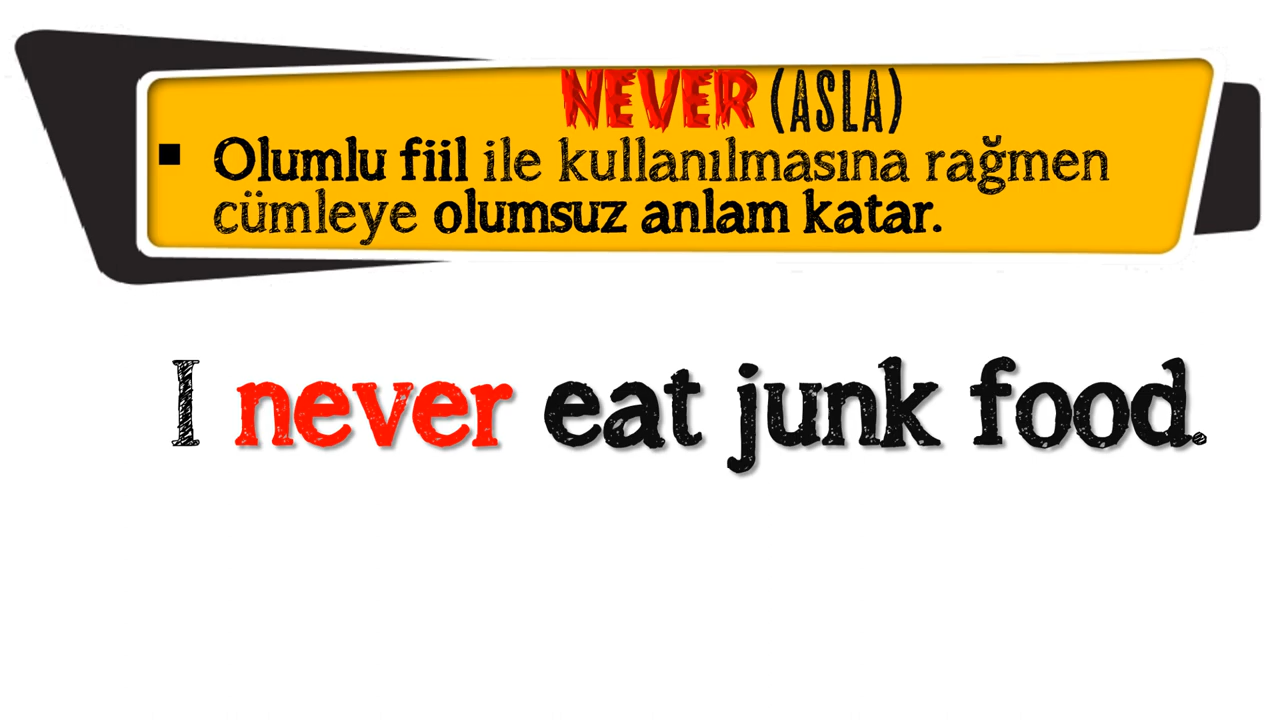 NEVER (ASLA)
▪ Olumlu fiil ile kullanılmasına rağmen
cümleye olumsuz anlam katar.
I never eat junk food.